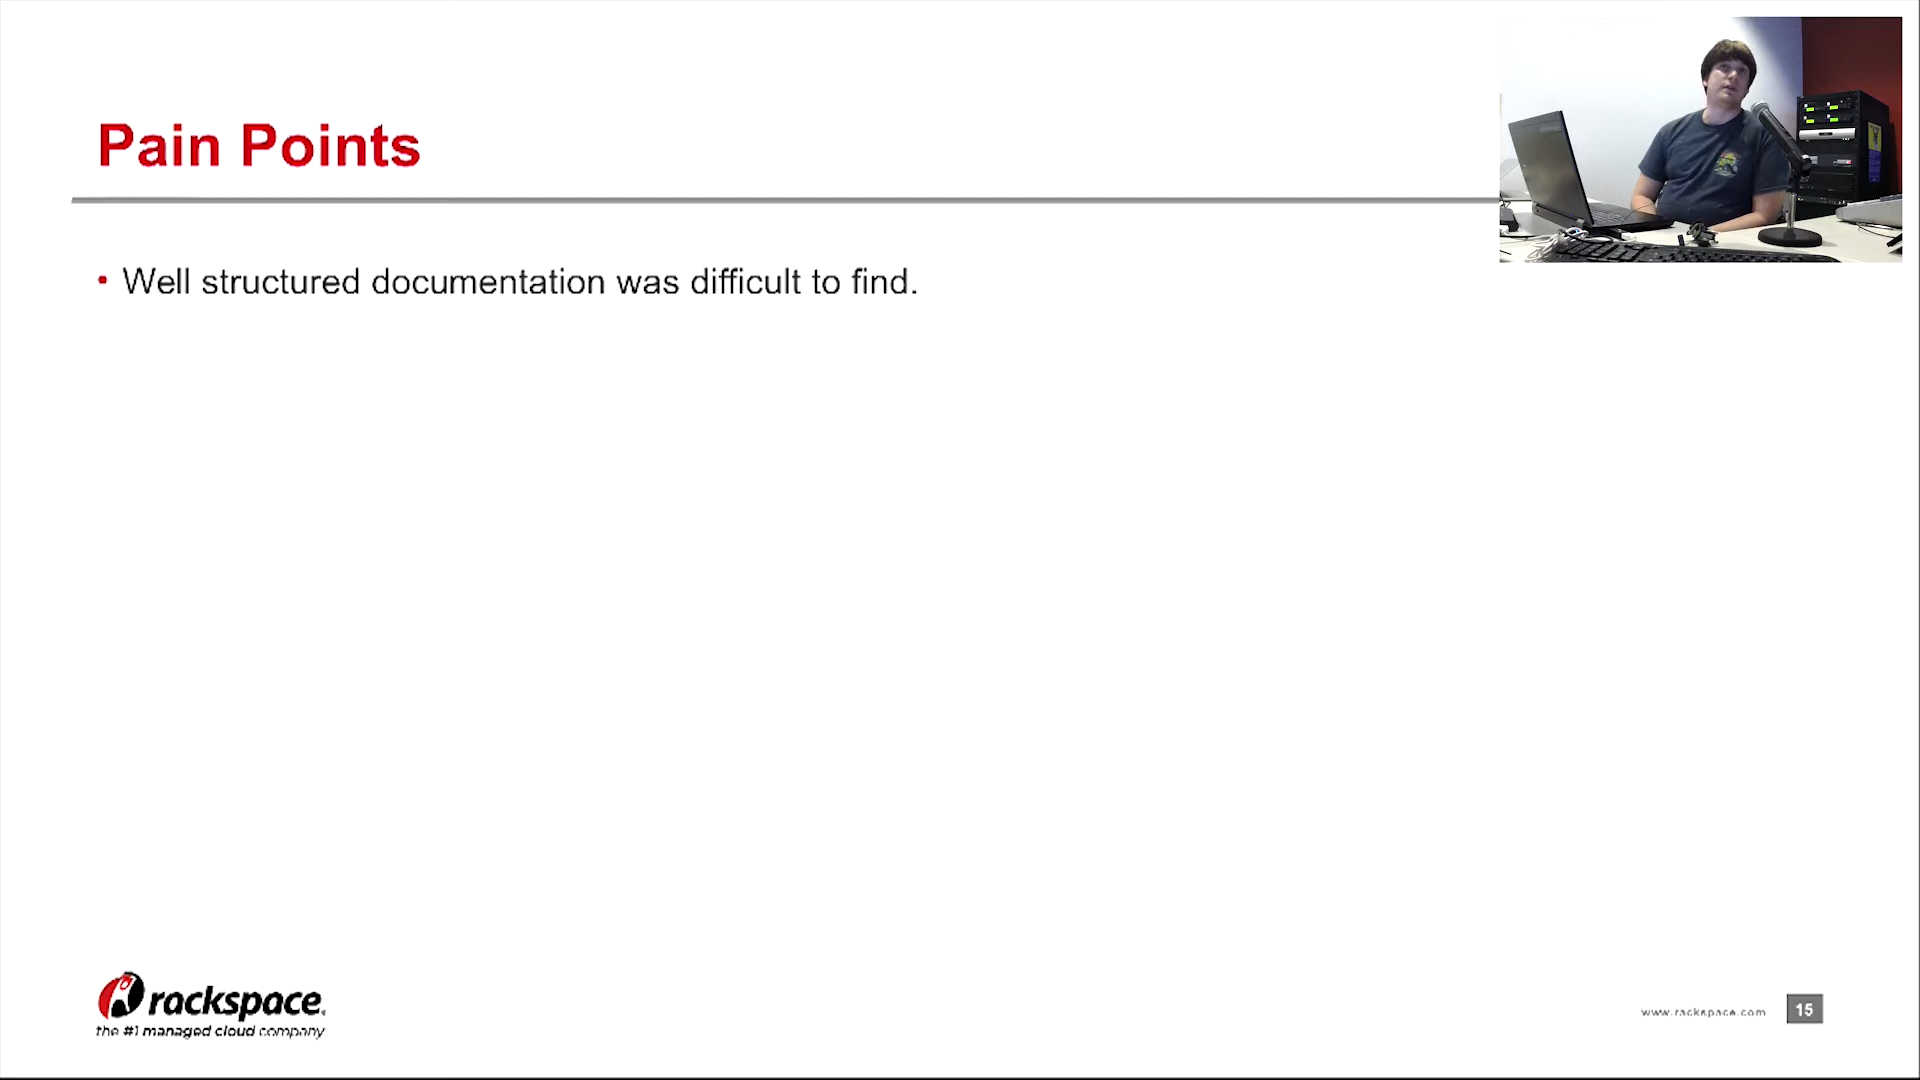 Pain Points
• Well structured documentation was difficult to find.
rackspace
the #1 managed cloud company
www.rackspace.com
15